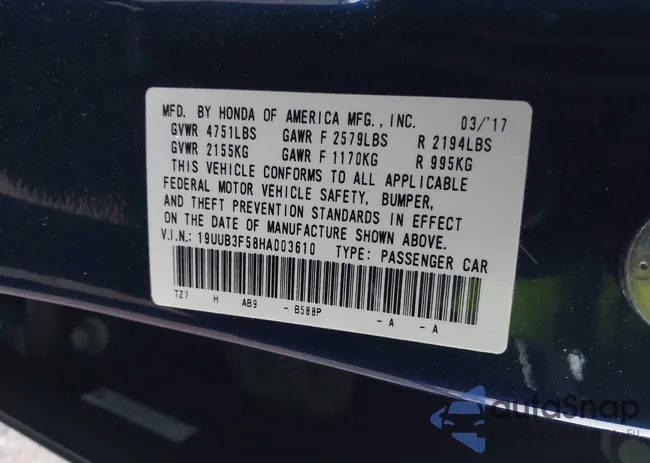 MFD. BY HONDA OF AMERICA MFG., INC. 03/'17
GVWR 4751LBS GAWR F 2579LBS R 2194LBS
GVWR 2155KG GAWR F 1170KG R 995KG
THIS VEHICLE CONFORMS TO ALL APPLICABLE
FEDERAL MOTOR VEHICLE SAFETY, BUMPER,
AND THEFT PREVENTION STANDARDS IN EFFECT
ON THE DATE OF MANUFACTURE SHOWN ABOVE.
V.I.N.: 19UUB3F58HA003610 TYPE: PASSENGER CAR
TZ7 H AB9 - B588P - A - A
autoSnap